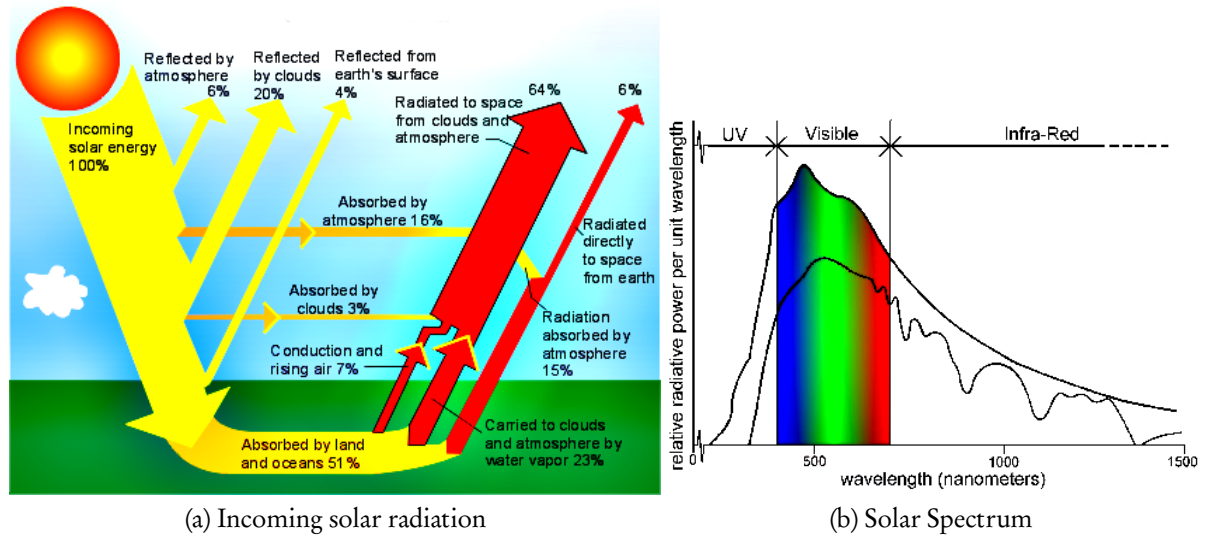 Reflected by
atmosphere
6%
Reflected
by clouds
20%
Reflected from
earth's surface
4%
Incoming
solar energy
100%
Radiated to space
from clouds and
atmosphere
64%
6%
Absorbed by
atmosphere 16%
Radiated
directly
to space
from earth
Absorbed by
clouds 3%
Radiation
absorbed by
atmosphere
15%
Conduction and
rising air 7%
Carried to clouds
and atmosphere by
water vapor 23%
Absorbed by land
and oceans 51%
(a) Incoming solar radiation
relative radiative power per unit wavelength
UV
Visible
Infra-Red
0
500
1000
1500
wavelength (nanometers)
(b) Solar Spectrum